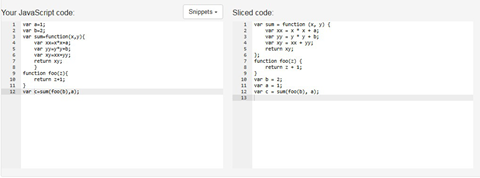 Your JavaScript code:
Snippets
1 var a=1;
2 var b=2;
3 var sum=function(x,y){
4 var xx=x*x+a;
5 var yy=y*y+b;
6 var xy=xx+yy;
7 return xy;
8 }
9 function foo(z){
10 return z+1;
11 }
12 var c=sum(foo(b),a);
Sliced code:
1 var sum = function (x, y) {
2 var xx = x * x + a;
3 var yy = y * y + b;
4 var xy = xx + yy;
5 return xy;
6 };
7 function foo(z) {
8 return z + 1;
9 }
10 var b = 2;
11 var a = 1;
12 var c = sum(foo(b), a);
13